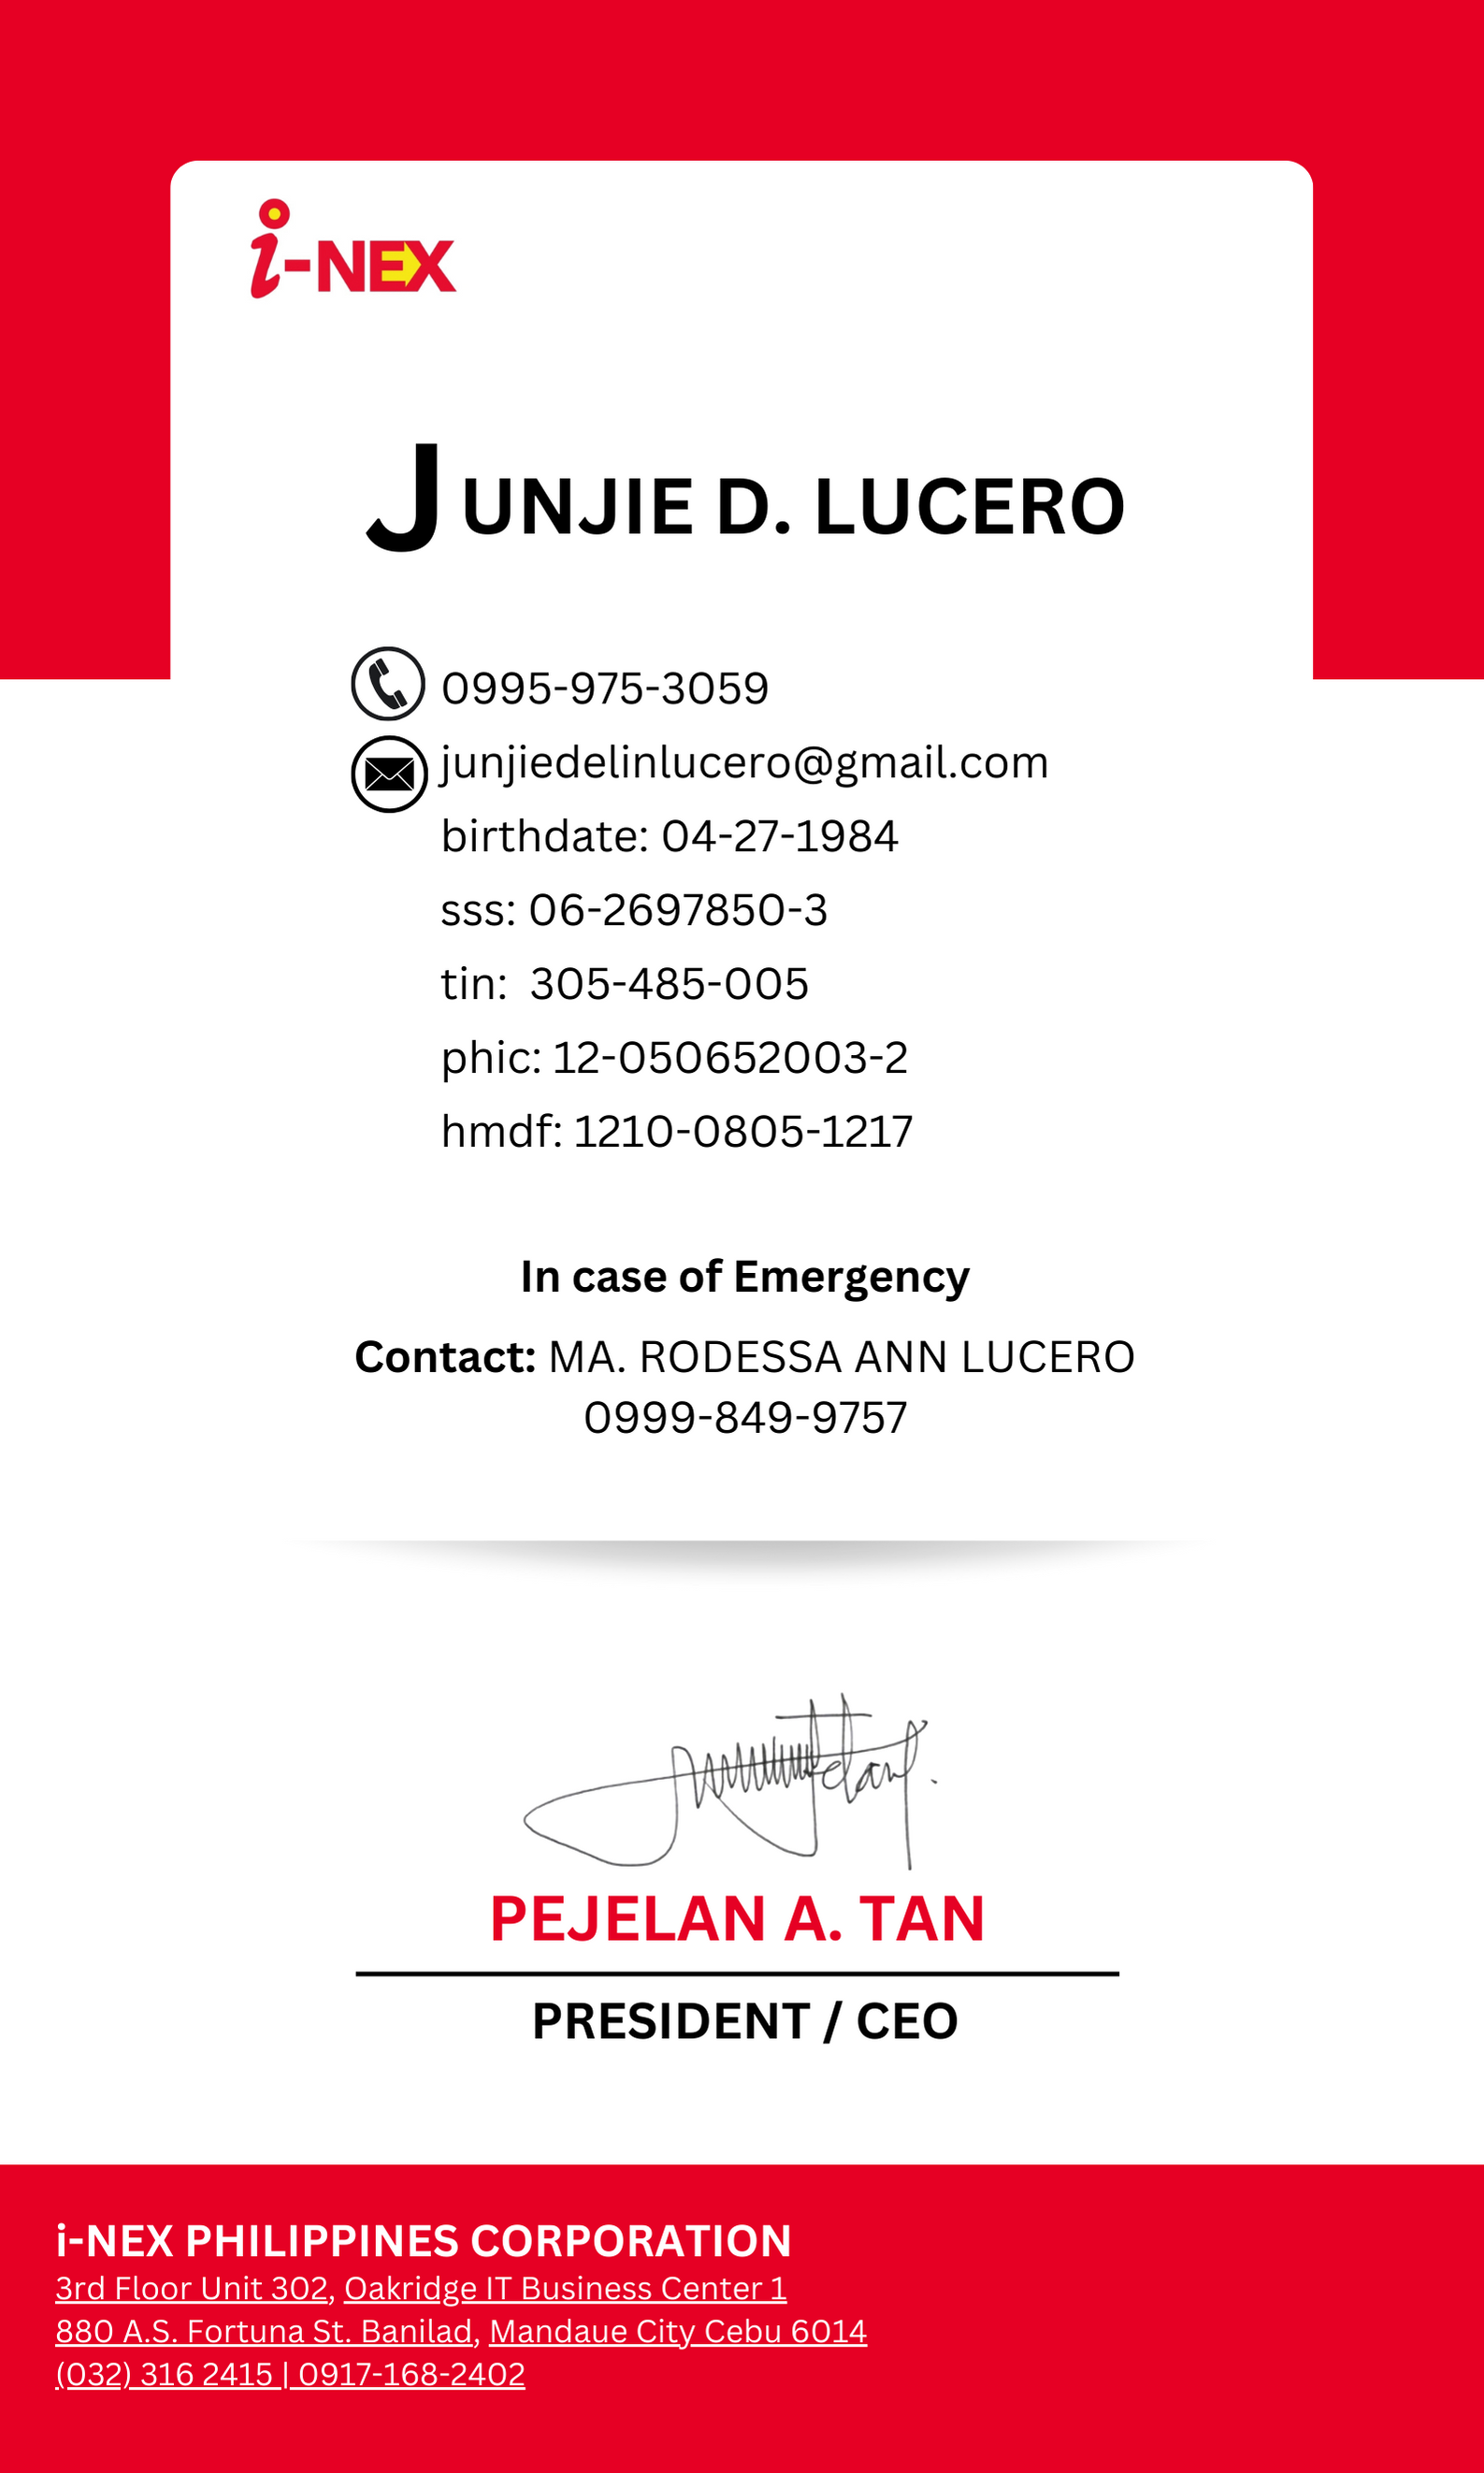 i-NEX
JUNJIE D. LUCERO
0995-975-3059
junjiedelinlucero@gmail.com
birthdate: 04-27-1984
sss: 06-2697850-3
tin: 305-485-005
phic: 12-050652003-2
hmdf: 1210-0805-1217
In case of Emergency
Contact: MA. RODESSA ANN LUCERO
0999-849-9757
PEJELAN A. TAN
PRESIDENT / CEO
i-NEX PHILIPPINES CORPORATION
3rd Floor Unit 302, Oakridge IT Business Center 1
880 A.S. Fortuna St. Banilad, Mandaue City Cebu 6014
(032) 316 2415 | 0917-168-2402